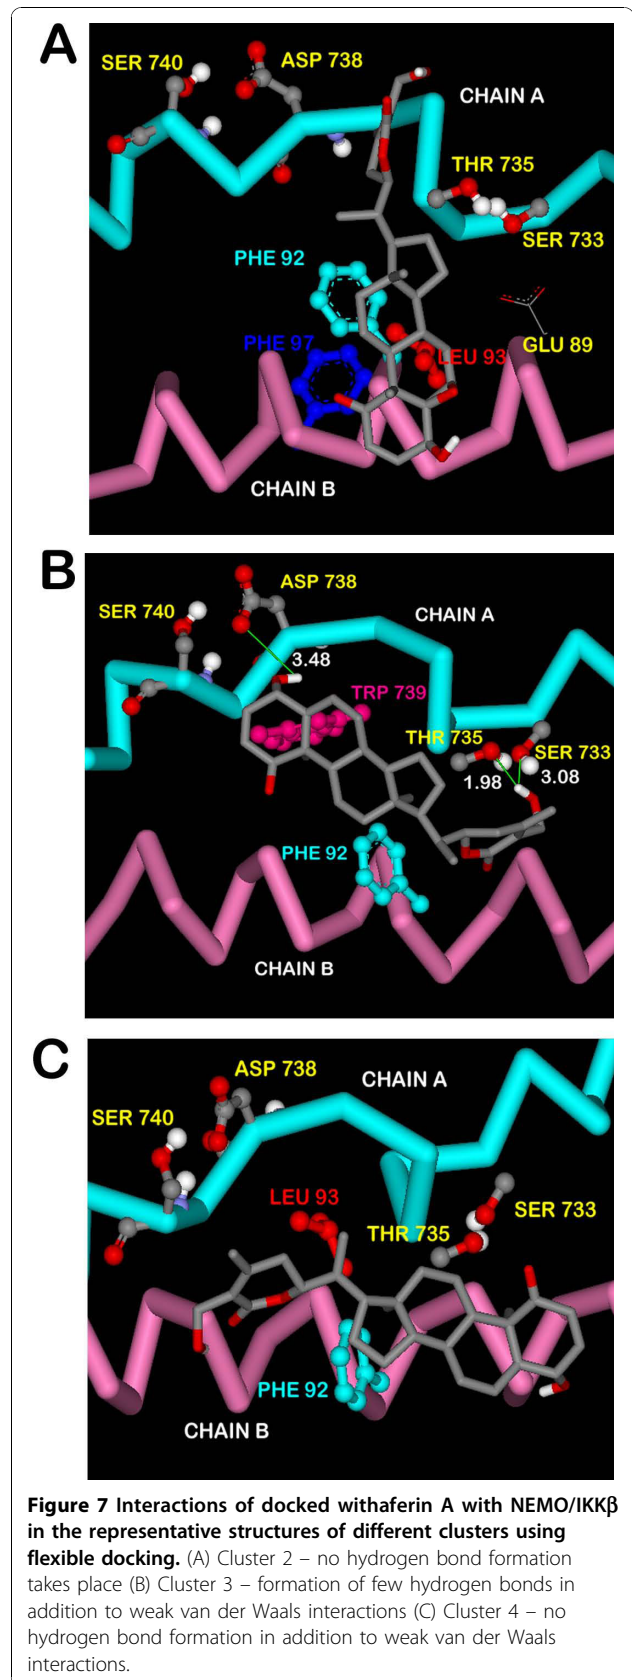 A
SER 740
ASP 738
CHAIN A
THR 735
SER 733
PHE 92
PHE 97
LEU 93
GLU 89
CHAIN B
B
ASP 738
SER 740
CHAIN A
3.48
TRP 739
THR 735
SER 733
1.98
3.08
PHE 92
CHAIN B
C
ASP 738
CHAIN A
SER 740
LEU 93
SER 733
THR 735
PHE 92
CHAIN B
Figure 7 Interactions of docked withaferin A with NEMO/IKKβ
in the representative structures of different clusters using
flexible docking. (A) Cluster 2 – no hydrogen bond formation
takes place (B) Cluster 3 – formation of few hydrogen bonds in
addition to weak van der Waals interactions (C) Cluster 4 – no
hydrogen bond formation in addition to weak van der Waals
interactions.